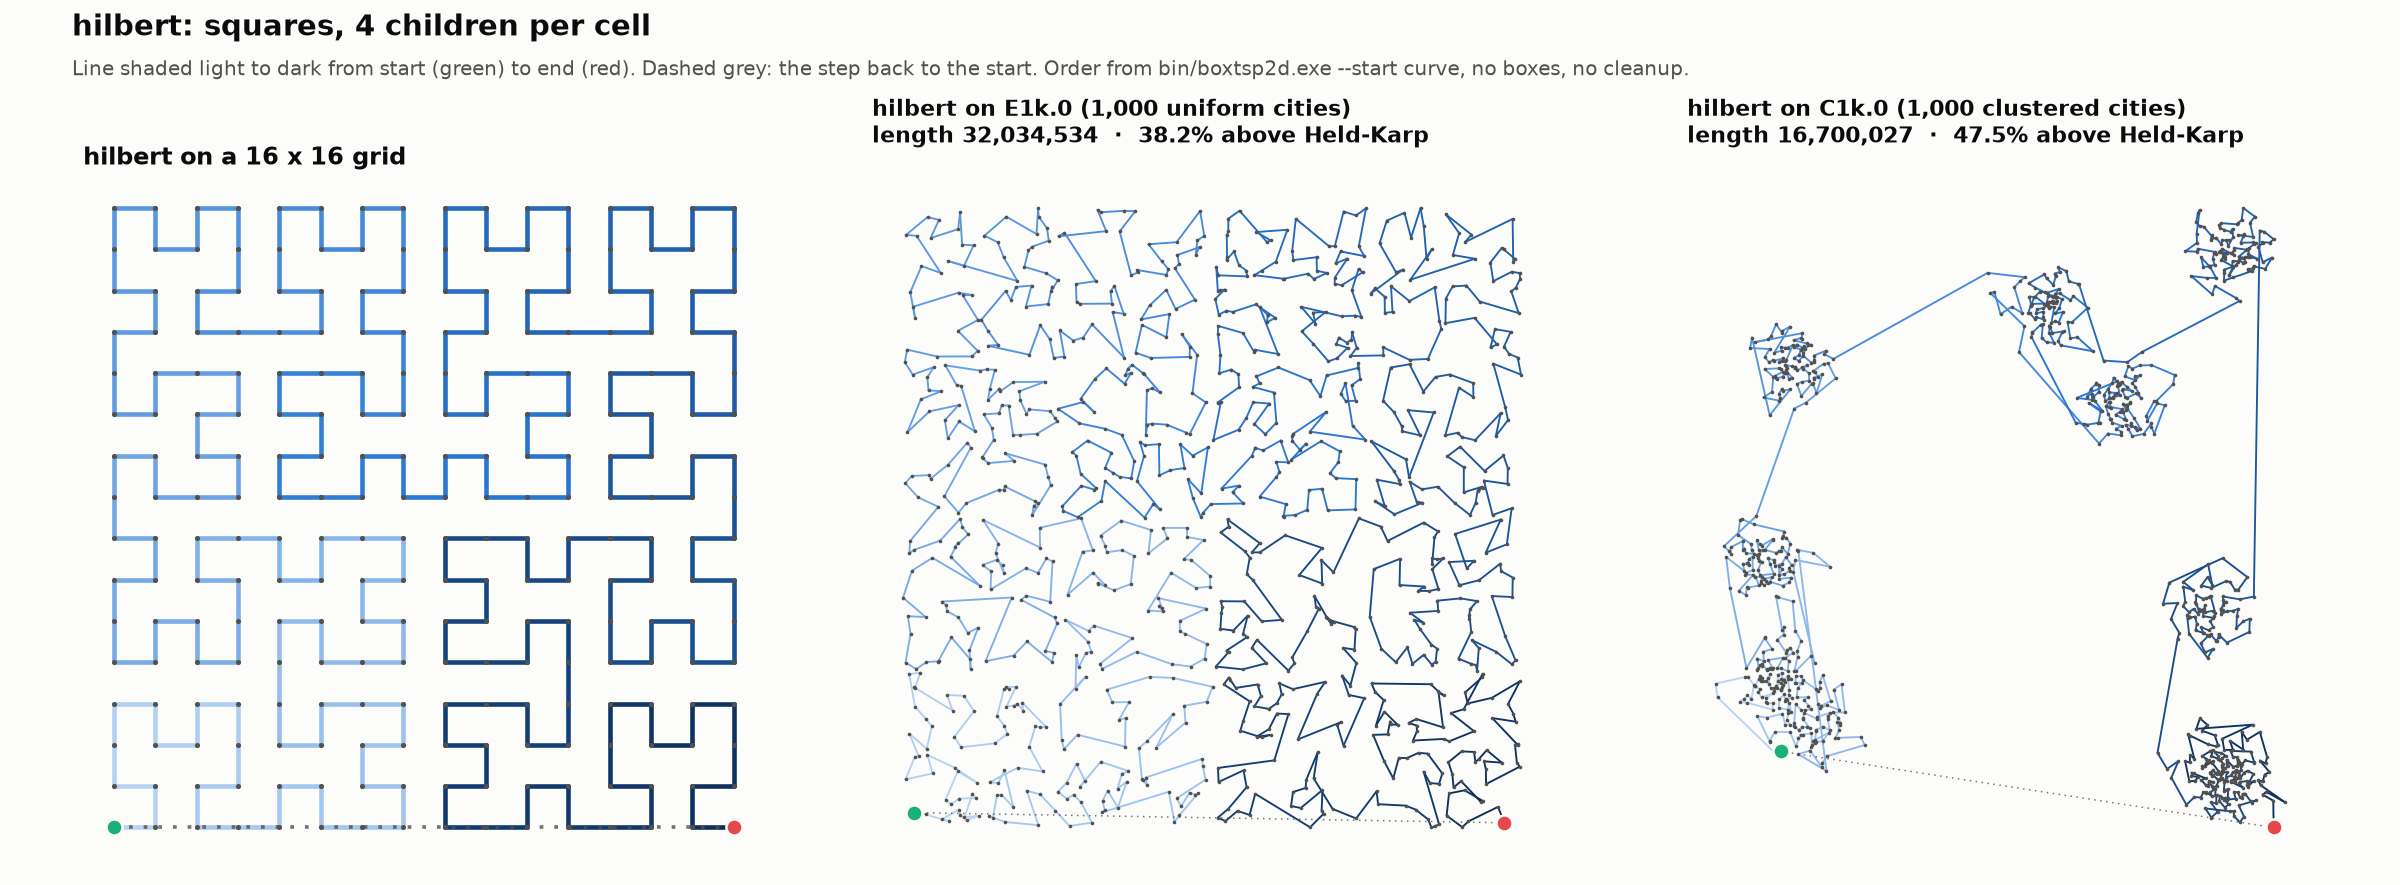 hilbert: squares, 4 children per cell
Line shaded light to dark from start (green) to end (red). Dashed grey: the step back to the start. Order from bin/boxtsp2d.exe --start curve, no boxes, no cleanup.
hilbert on a 16 x 16 grid
hilbert on E1k.0 (1,000 uniform cities)
length 32,034,534  ·  38.2% above Held-Karp
hilbert on C1k.0 (1,000 clustered cities)
length 16,700,027  ·  47.5% above Held-Karp